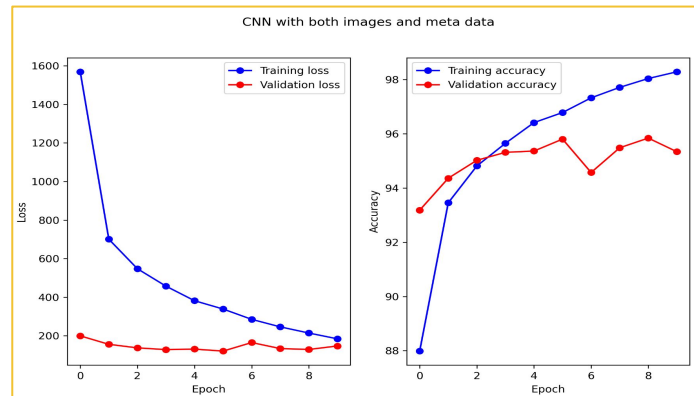 CNN with both images and meta data
1600
1400
1200
1000
800
600
400
200
0
2
4
6
8
Loss
Epoch
Training loss
Validation loss
98
96
94
92
90
88
0
2
4
6
8
Accuracy
Epoch
Training accuracy
Validation accuracy